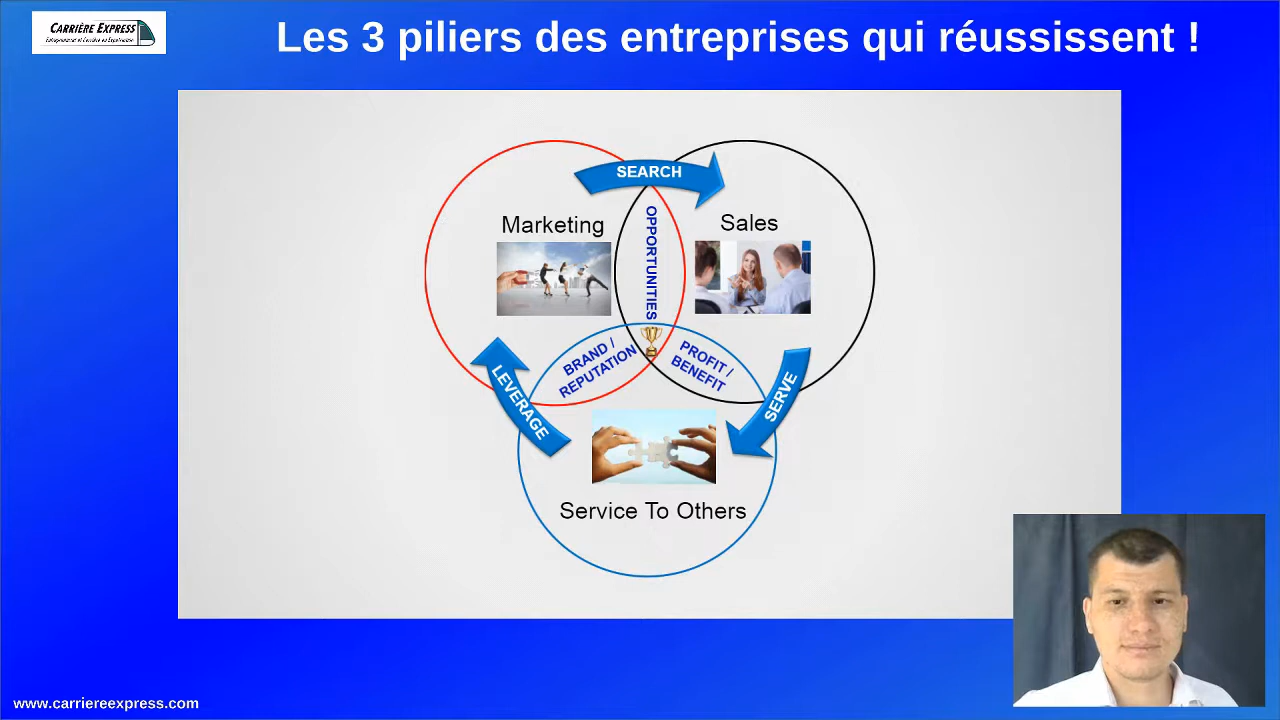 CARRIÈRE EXPRESS
Les 3 piliers des entreprises qui réussissent !
SEARCH
Marketing
Sales
OPPORTUNITIES
BRAND /
REPUTATION
PROFIT /
BENEFIT
LEVERAGE
SERVE
Service To Others
www.carriereexpress.com